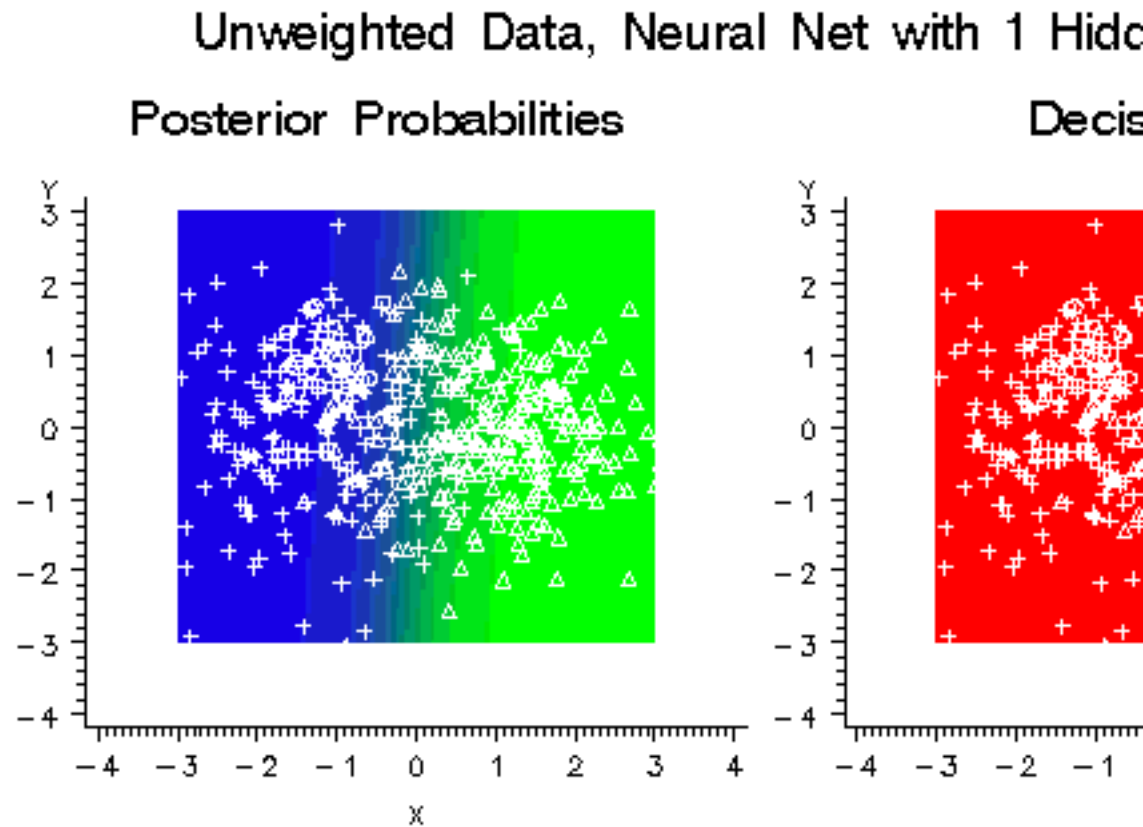 Unweighted Data, Neural Net with 1 Hidd
Posterior Probabilities
Decis
Y
3
2
1
0
-1
-2
-3
-4
-4 -3 -2 -1 0 1 2 3 4
X
Y
3
2
1
0
-1
-2
-3
-4
-4 -3 -2 -1